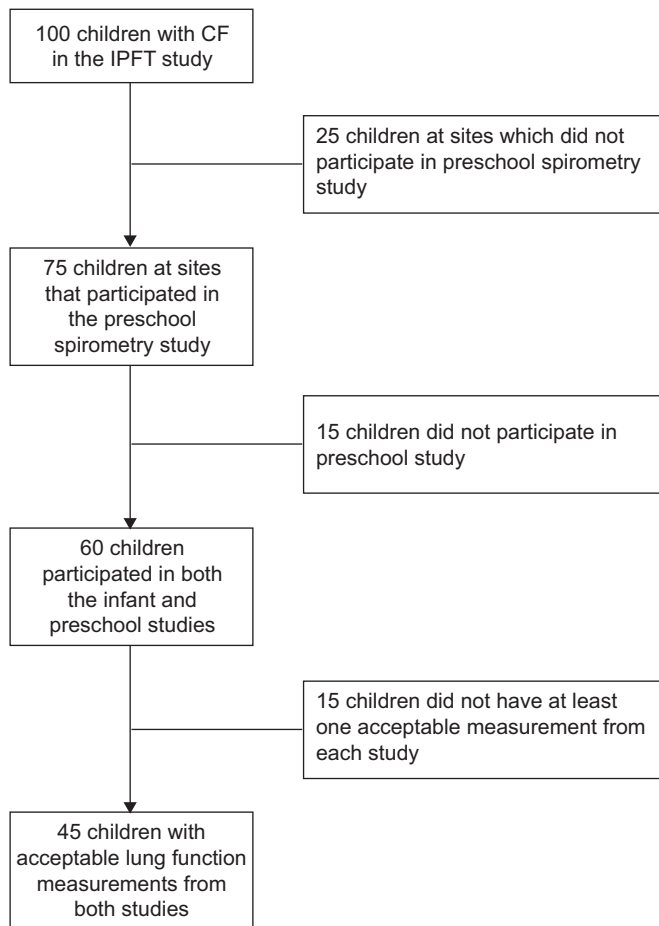 100 children with CF
in the IPFT study
25 children at sites which did not
participate in preschool spirometry
study
75 children at sites
that participated in
the preschool
spirometry study
15 children did not participate in
preschool study
60 children
participated in both
the infant and
preschool studies
15 children did not have at least
one acceptable measurement from
each study
45 children with
acceptable lung function
measurements from
both studies